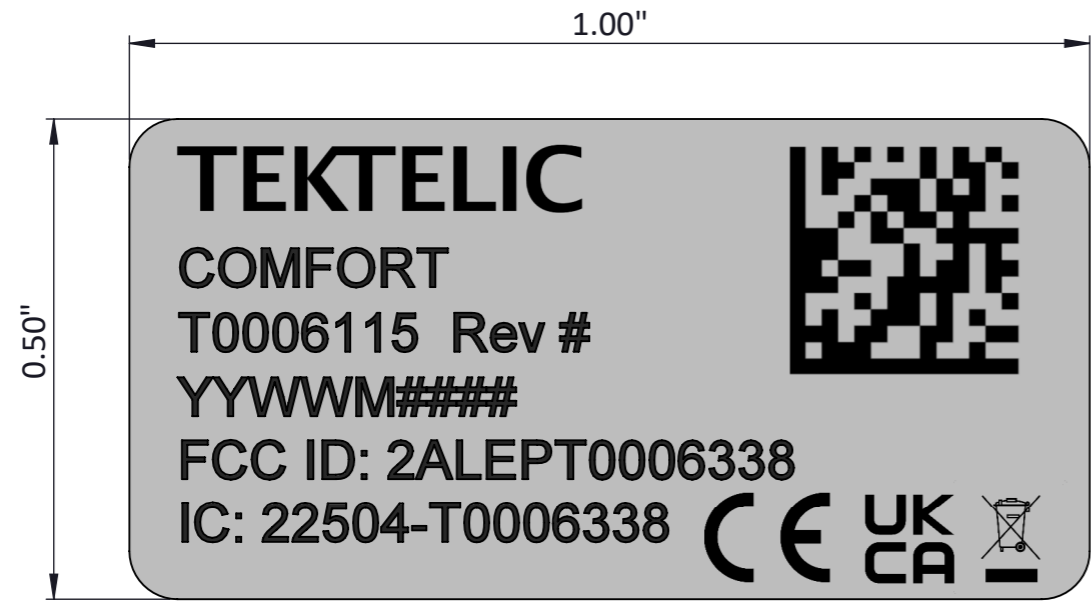 1.00"
0.50"
TEKTELIC
COMFORT
T0006115 Rev #
YYWWM####
FCC ID: 2ALEPT0006338
IC: 22504-T0006338
CE
UK
CA